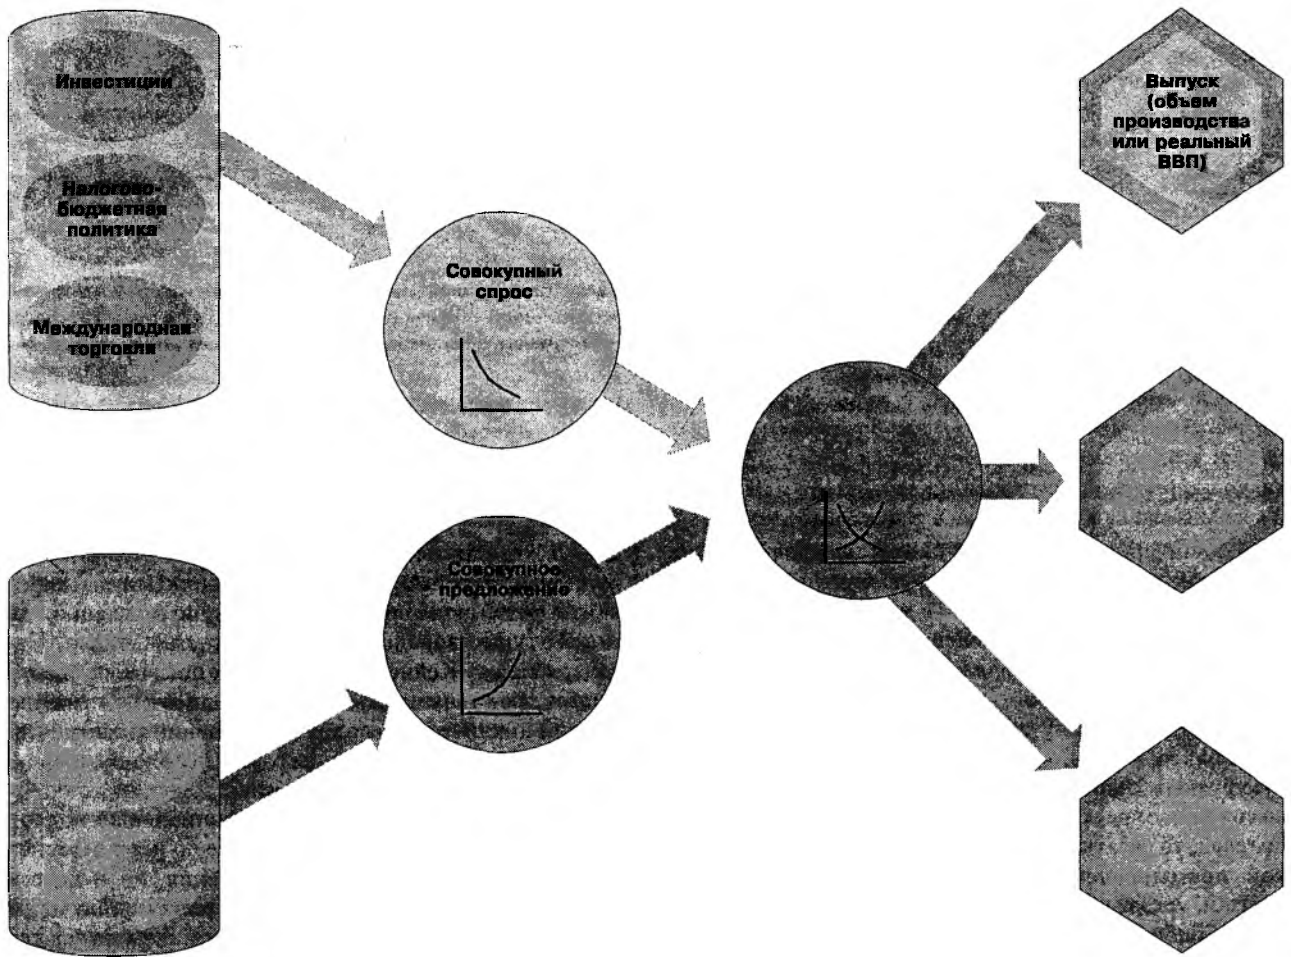 Инвестиции
Налогово-
бюджетная
политика
Международная
торговля
Совокупный
спрос
Совокупное
предложение
Выпуск
(объем
производства
или реальный
ВВП)